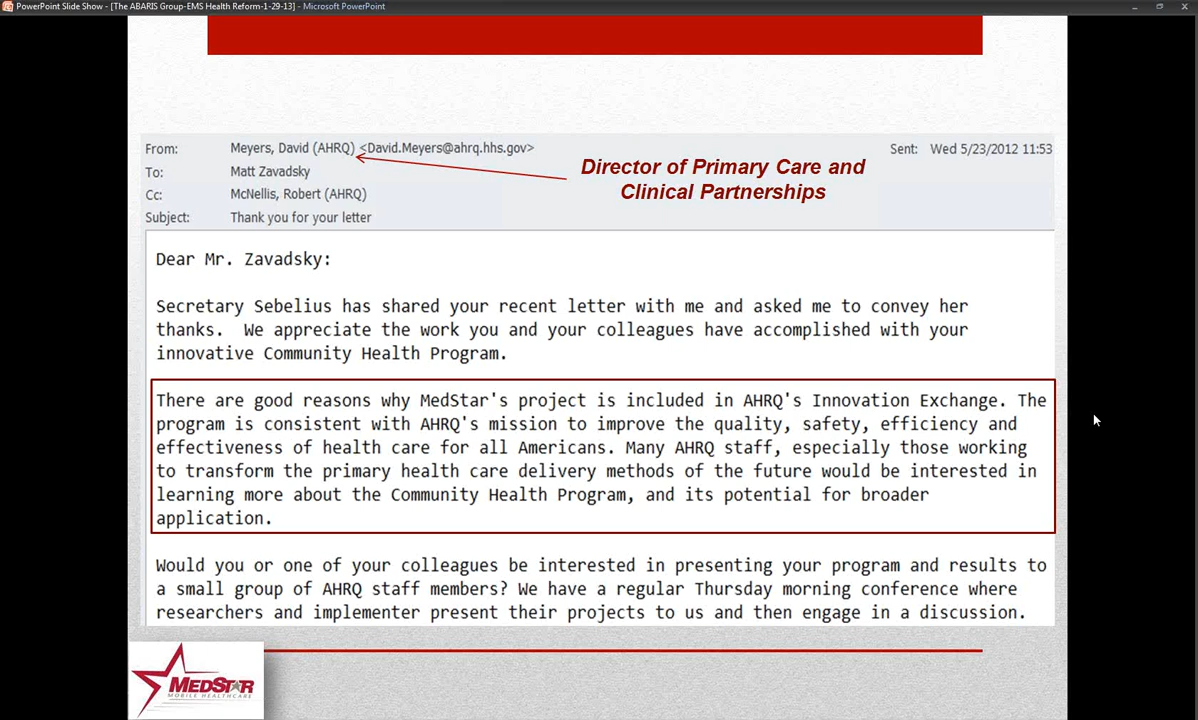 PowerPoint Slide Show - [The ABARIS Group-EMS Health Reform-1-29-13] - Microsoft PowerPoint
From: Meyers, David (AHRQ) <David.Meyers@ahrq.hhs.gov> Sent: Wed 5/23/2012 11:53
To: Matt Zavadsky
Cc: McNellis, Robert (AHRQ)
Subject: Thank you for your letter
Director of Primary Care and
Clinical Partnerships
Dear Mr. Zavadsky:
Secretary Sebelius has shared your recent letter with me and asked me to convey her
thanks. We appreciate the work you and your colleagues have accomplished with your
innovative Community Health Program.
There are good reasons why MedStar's project is included in AHRQ's Innovation Exchange. The
program is consistent with AHRQ's mission to improve the quality, safety, efficiency and
effectiveness of health care for all Americans. Many AHRQ staff, especially those working
to transform the primary health care delivery methods of the future would be interested in
learning more about the Community Health Program, and its potential for broader
application.
Would you or one of your colleagues be interested in presenting your program and results to
a small group of AHRQ staff members? We have a regular Thursday morning conference where
researchers and implementer present their projects to us and then engage in a discussion.
MEDSTAR
MOBILE HEALTHCARE